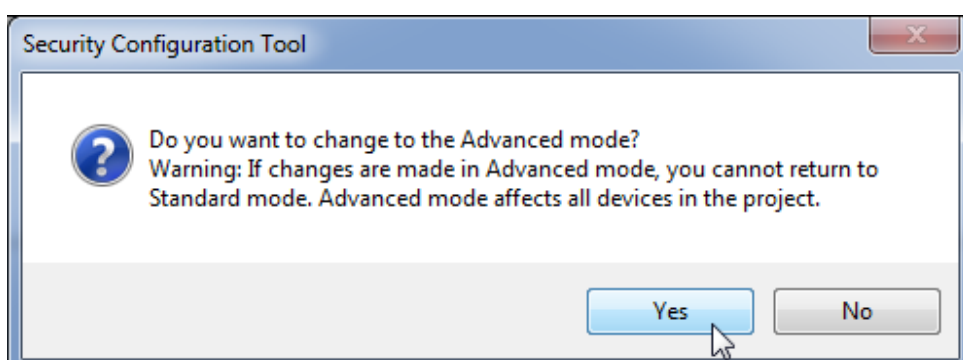 Security Configuration Tool
Do you want to change to the Advanced mode?
Warning: If changes are made in Advanced mode, you cannot return to
Standard mode. Advanced mode affects all devices in the project.
Yes No